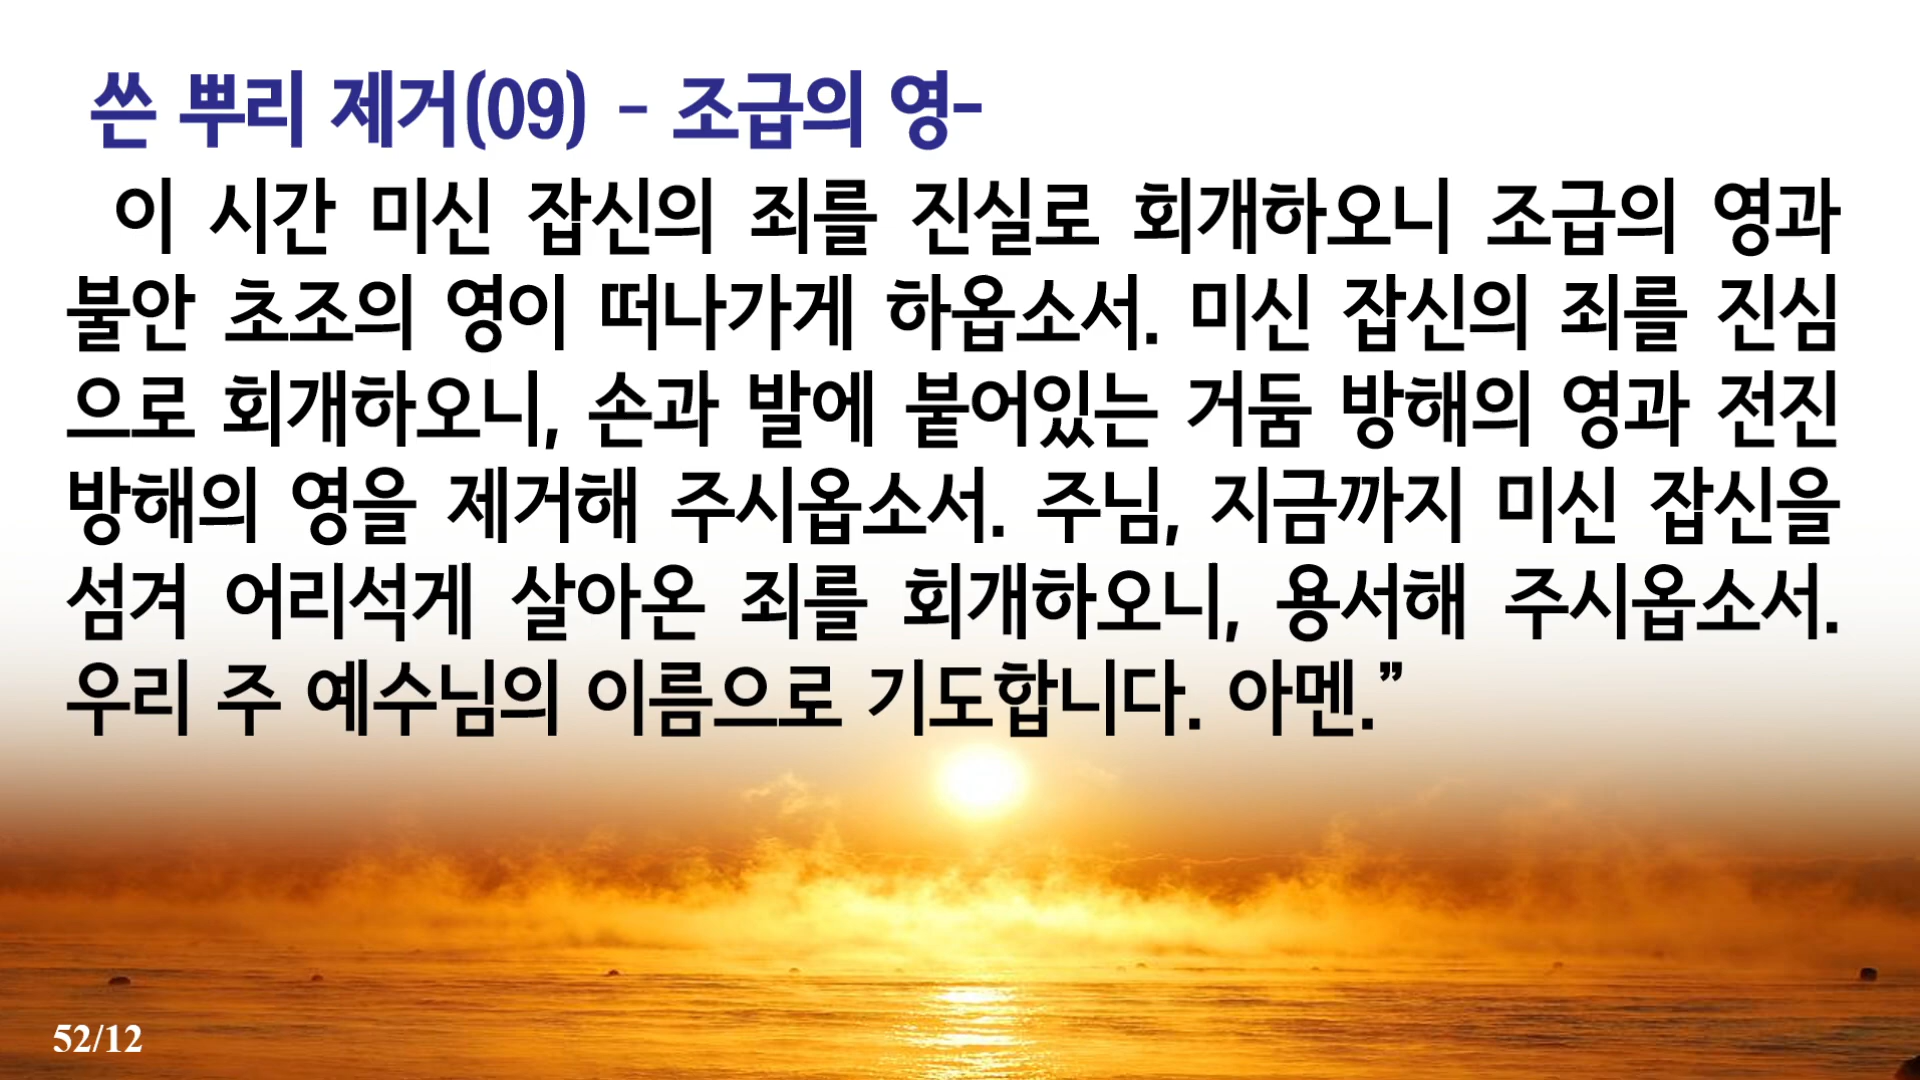 쓴 뿌리 제거(09) - 조급의 영-
이 시간 미신 잡신의 죄를 진실로 회개하오니 조급의 영과
불안 초조의 영이 떠나가게 하옵소서. 미신 잡신의 죄를 진심
으로 회개하오니, 손과 발에 붙어있는 거둠 방해의 영과 전진
방해의 영을 제거해 주시옵소서. 주님, 지금까지 미신 잡신을
섬겨 어리석게 살아온 죄를 회개하오니, 용서해 주시옵소서.
우리 주 예수님의 이름으로 기도합니다. 아멘.”
52/12